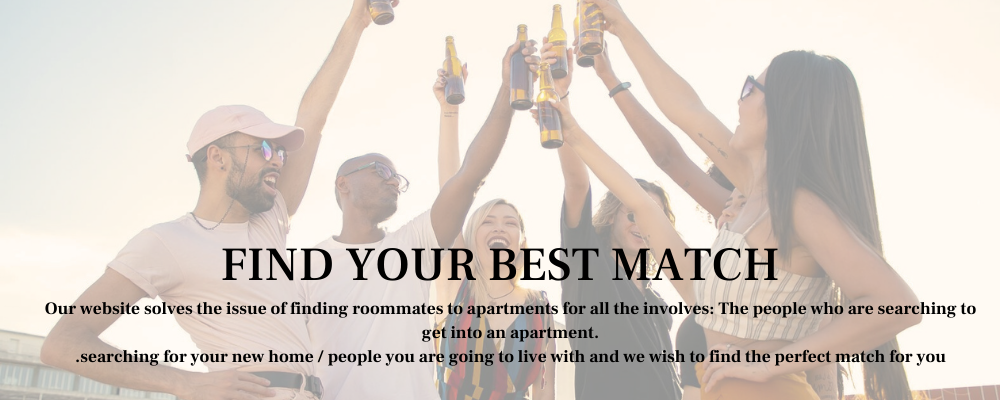 FIND YOUR BEST MATCH
Our website solves the issue of finding roommates to apartments for all the involves: The people who are searching to
get into an apartment.
.searching for your new home / people you are going to live with and we wish to find the perfect match for you